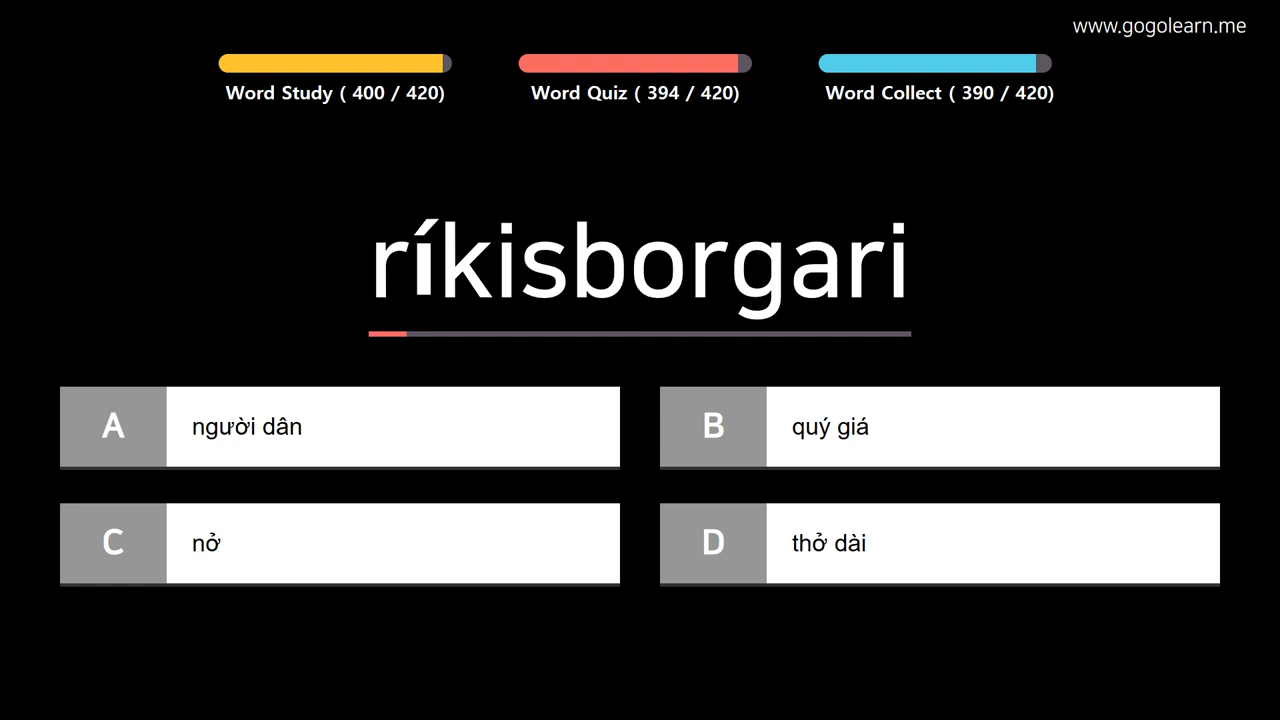 www.gogolearn.me
Word Study ( 400 / 420)
Word Quiz ( 394 / 420)
Word Collect ( 390 / 420)
ríkisborgari
A người dân
B quý giá
C nở
D thở dài